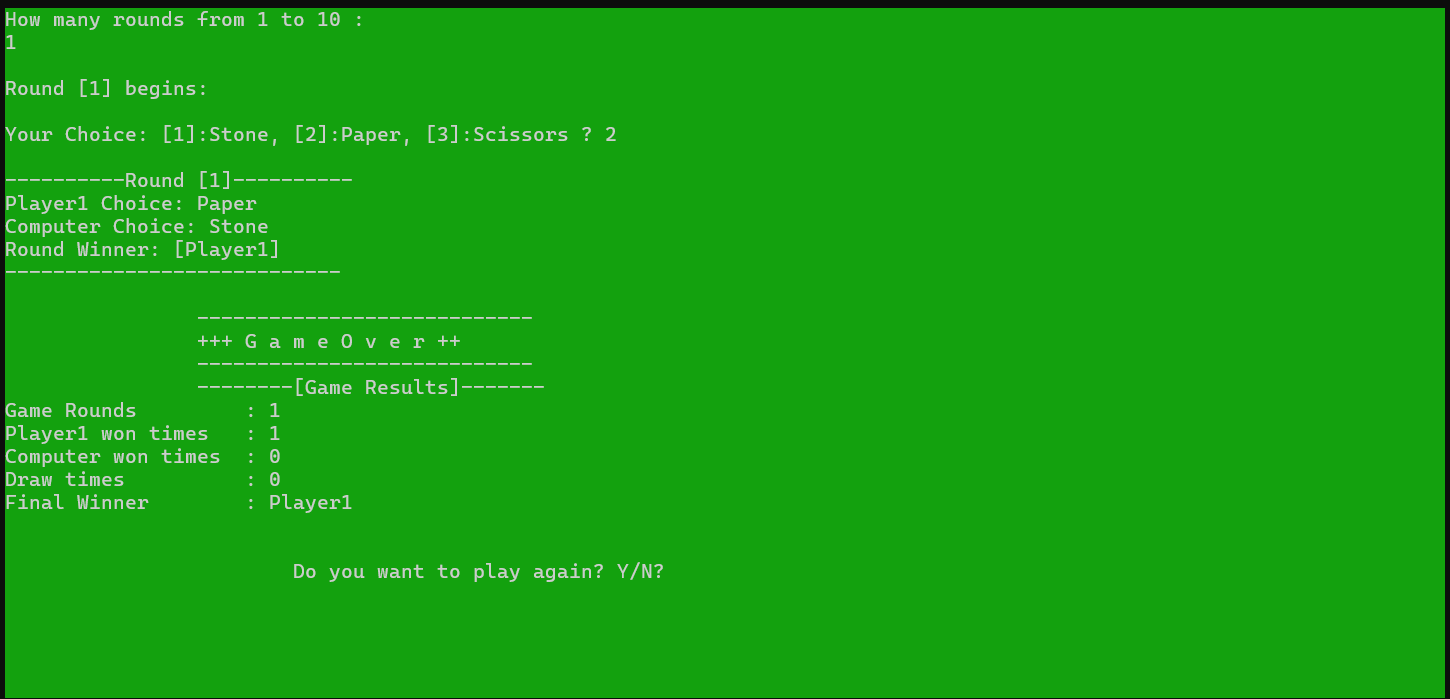 How many rounds from 1 to 10 :
1
Round [1] begins:
Your Choice: [1]:Stone, [2]:Paper, [3]:Scissors ? 2
----------Round [1]----------
Player1 Choice: Paper
Computer Choice: Stone
Round Winner: [Player1]
----------------------------
----------------------------
+++ G a m e O v e r ++
----------------------------
--------[Game Results]-------
Game Rounds         : 1
Player1 won times   : 1
Computer won times  : 0
Draw times          : 0
Final Winner        : Player1
Do you want to play again? Y/N?